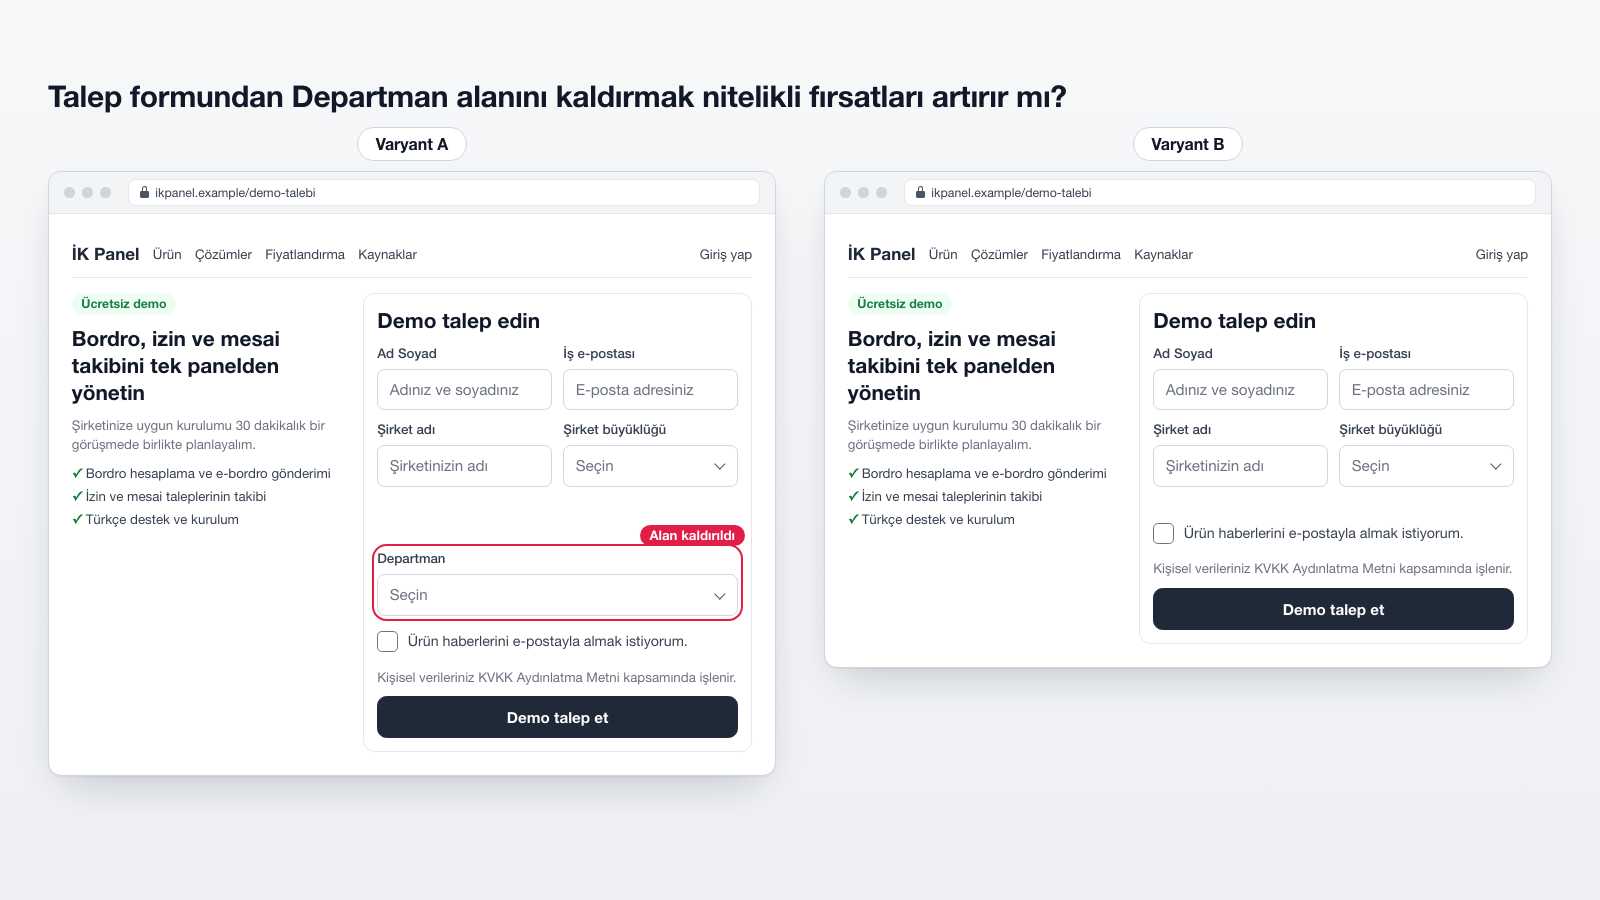 Talep formundan Departman alanını kaldırmak nitelikli fırsatları artırır mı?
Varyant A
ikpanel.example/demo-talebi
İK Panel Ürün Çözümler Fiyatlandırma Kaynaklar Giriş yap
Ücretsiz demo
Bordro, izin ve mesai
takibini tek panelden
yönetin
Şirketinize uygun kurulumu 30 dakikalık bir
görüşmede birlikte planlayalım.
✓ Bordro hesaplama ve e-bordro gönderimi
✓ İzin ve mesai taleplerinin takibi
✓ Türkçe destek ve kurulum
Demo talep edin
Ad Soyad İş e-postası
Adınız ve soyadınız E-posta adresiniz
Şirket adı Şirket büyüklüğü
Şirketinizin adı Seçin
Alan kaldırıldı
Departman
Seçin
Ürün haberlerini e-postayla almak istiyorum.
Kişisel verileriniz KVKK Aydınlatma Metni kapsamında işlenir.
Demo talep et
Varyant B
ikpanel.example/demo-talebi
İK Panel Ürün Çözümler Fiyatlandırma Kaynaklar Giriş yap
Ücretsiz demo
Bordro, izin ve mesai
takibini tek panelden
yönetin
Şirketinize uygun kurulumu 30 dakikalık bir
görüşmede birlikte planlayalım.
✓ Bordro hesaplama ve e-bordro gönderimi
✓ İzin ve mesai taleplerinin takibi
✓ Türkçe destek ve kurulum
Demo talep edin
Ad Soyad İş e-postası
Adınız ve soyadınız E-posta adresiniz
Şirket adı Şirket büyüklüğü
Şirketinizin adı Seçin
Ürün haberlerini e-postayla almak istiyorum.
Kişisel verileriniz KVKK Aydınlatma Metni kapsamında işlenir.
Demo talep et